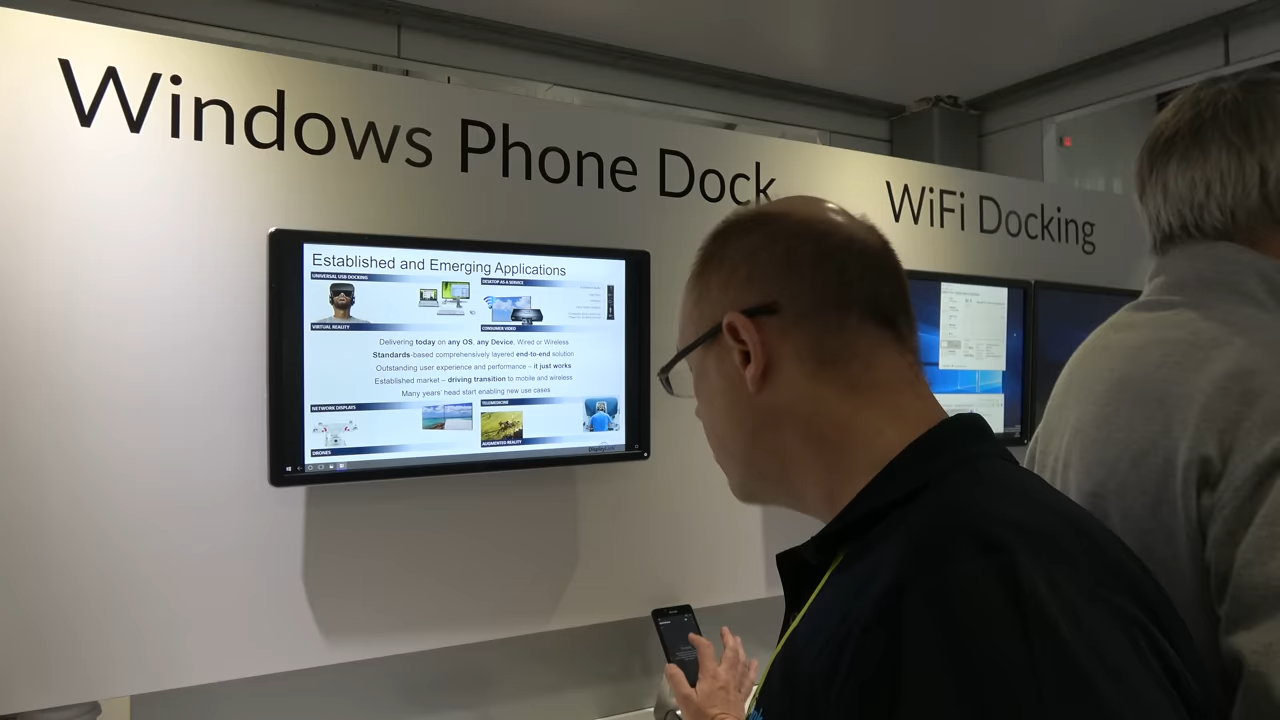 Windows Phone Dock
WiFi Docking
Established and Emerging Applications
UNIVERSAL USB DOCKING
DESKTOP AS A SERVICE
VIRTUAL REALITY
CONSUMER VIDEO
Delivering today on any OS, any Device, Wired or Wireless
Standards-based comprehensively layered end-to-end solution
Outstanding user experience and performance – it just works
Established market – driving transition to mobile and wireless
Many years' head start enabling new use cases
NETWORK DISPLAYS
TELEMEDICINE
DRONES
AUGMENTED REALITY
DisplayLink